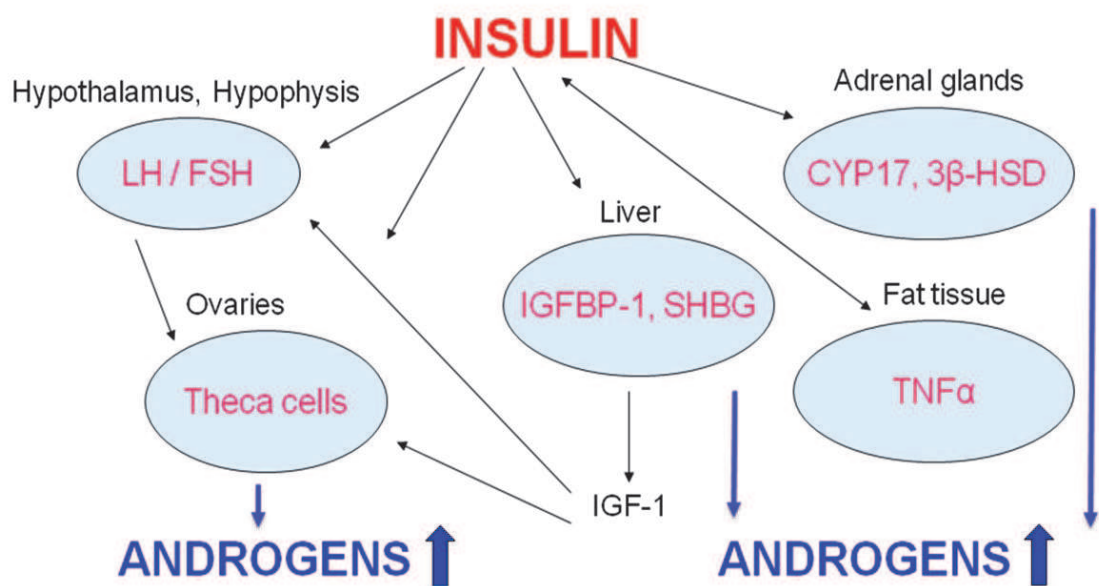 INSULIN
Hypothalamus, Hypophysis
LH / FSH
Adrenal glands
CYP17, 3β-HSD
Liver
IGFBP-1, SHBG
Ovaries
Theca cells
Fat tissue
TNFα
IGF-1
ANDROGENS
ANDROGENS